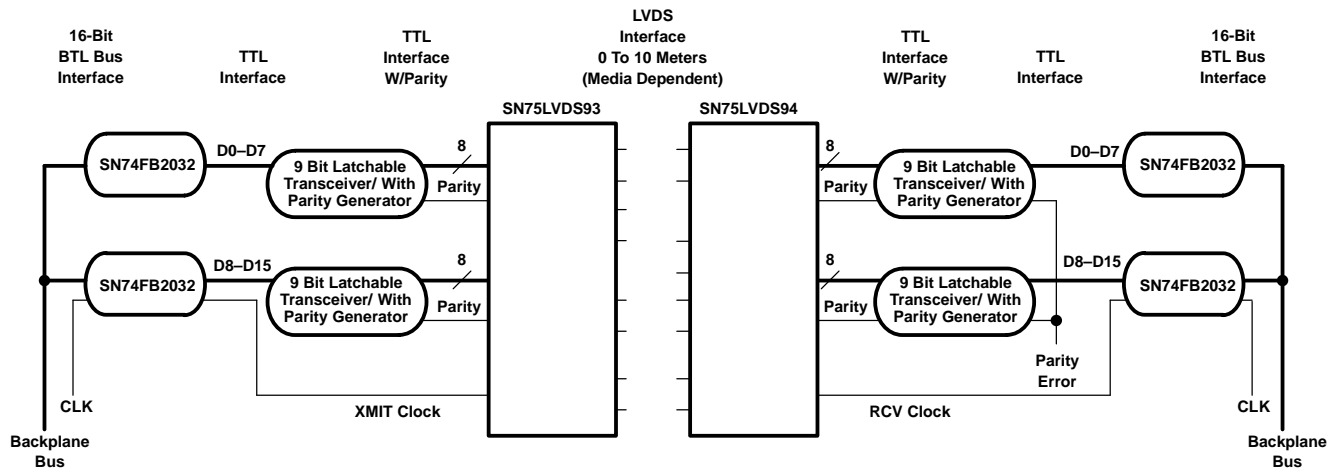 16-Bit
BTL Bus
Interface
TTL
Interface
TTL
Interface
W/Parity
LVDS
Interface
0 To 10 Meters
(Media Dependent)
TTL
Interface
W/Parity
TTL
Interface
16-Bit
BTL Bus
Interface
SN75LVDS93
SN75LVDS94
SN74FB2032
D0–D7
9 Bit Latchable
Transceiver/ With
Parity Generator
8
Parity
8
Parity
9 Bit Latchable
Transceiver/ With
Parity Generator
D0–D7
SN74FB2032
SN74FB2032
D8–D15
9 Bit Latchable
Transceiver/ With
Parity Generator
8
Parity
8
Parity
9 Bit Latchable
Transceiver/ With
Parity Generator
D8–D15
SN74FB2032
Parity
Error
CLK
XMIT Clock
RCV Clock
CLK
Backplane
Bus
Backplane
Bus